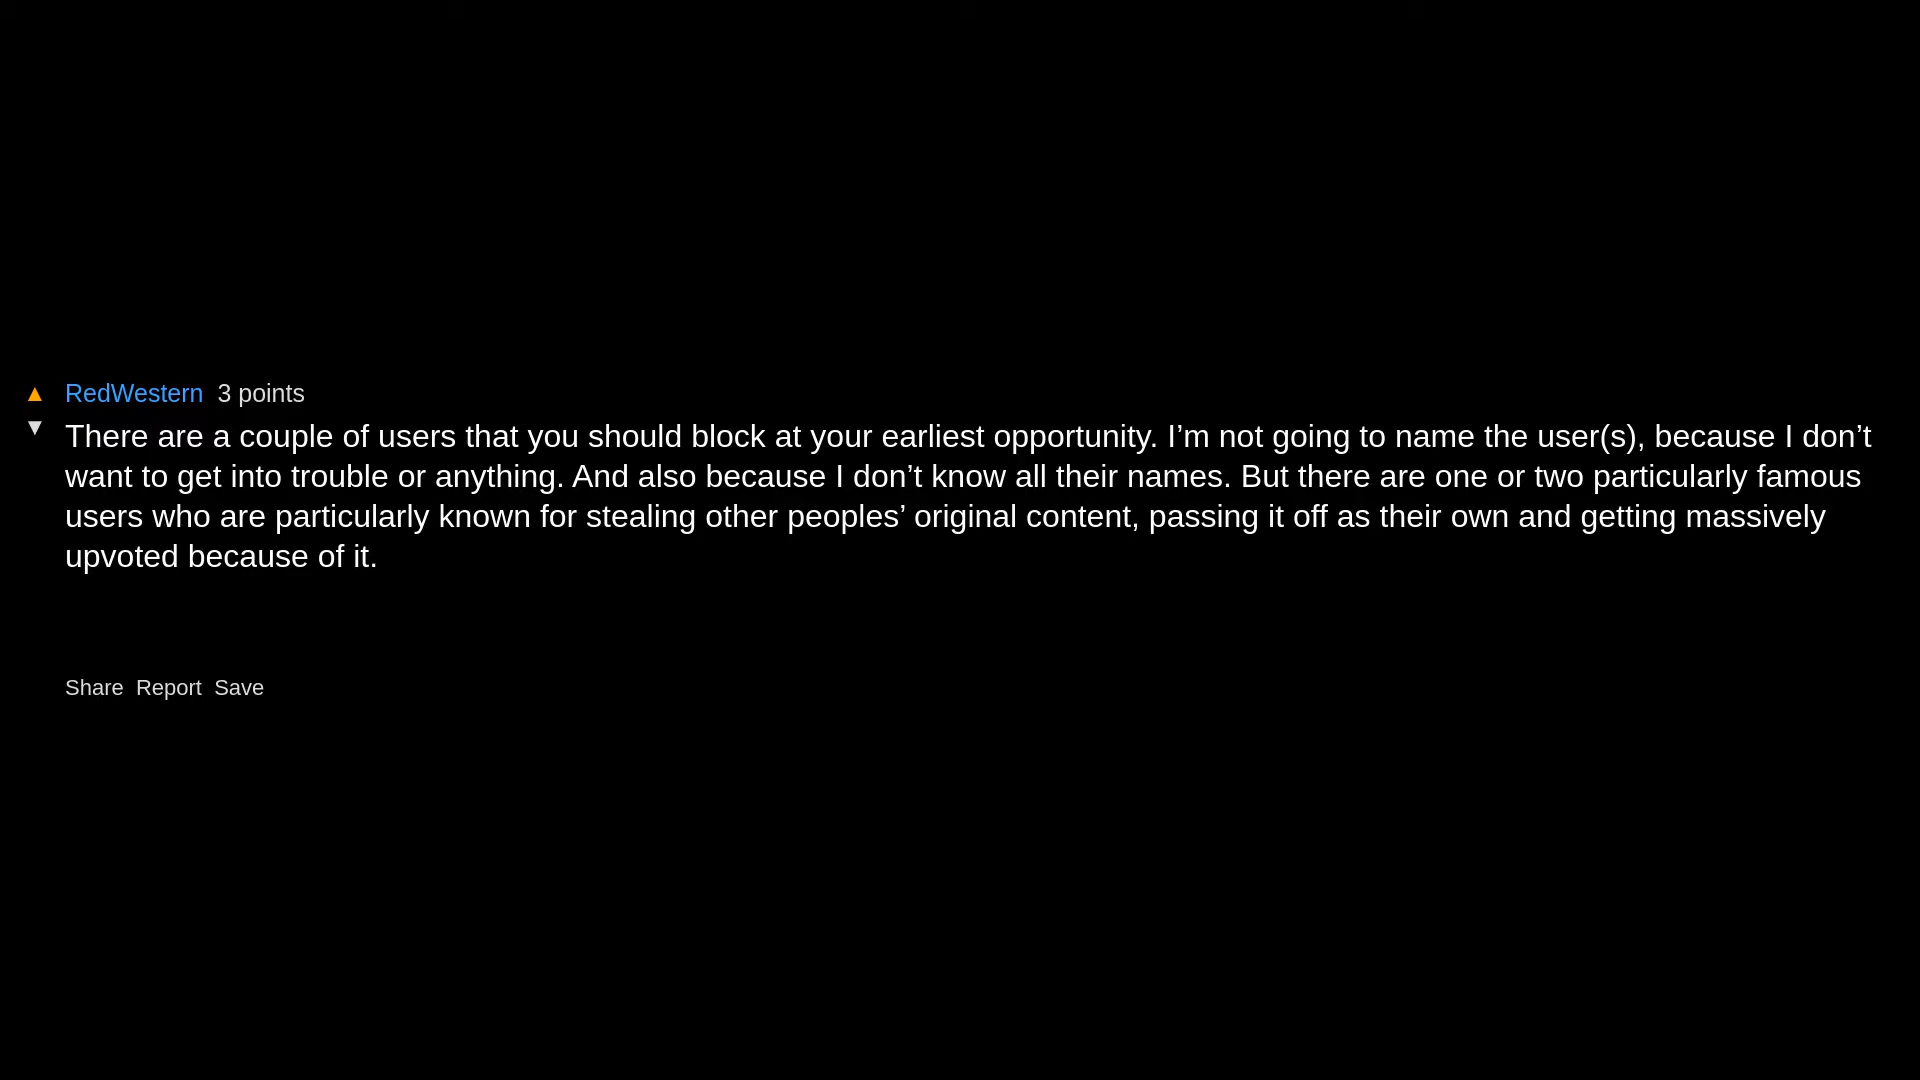 ▲ RedWestern 3 points
▼ There are a couple of users that you should block at your earliest opportunity. I’m not going to name the user(s), because I don’t
want to get into trouble or anything. And also because I don’t know all their names. But there are one or two particularly famous
users who are particularly known for stealing other peoples’ original content, passing it off as their own and getting massively
upvoted because of it.
Share Report Save